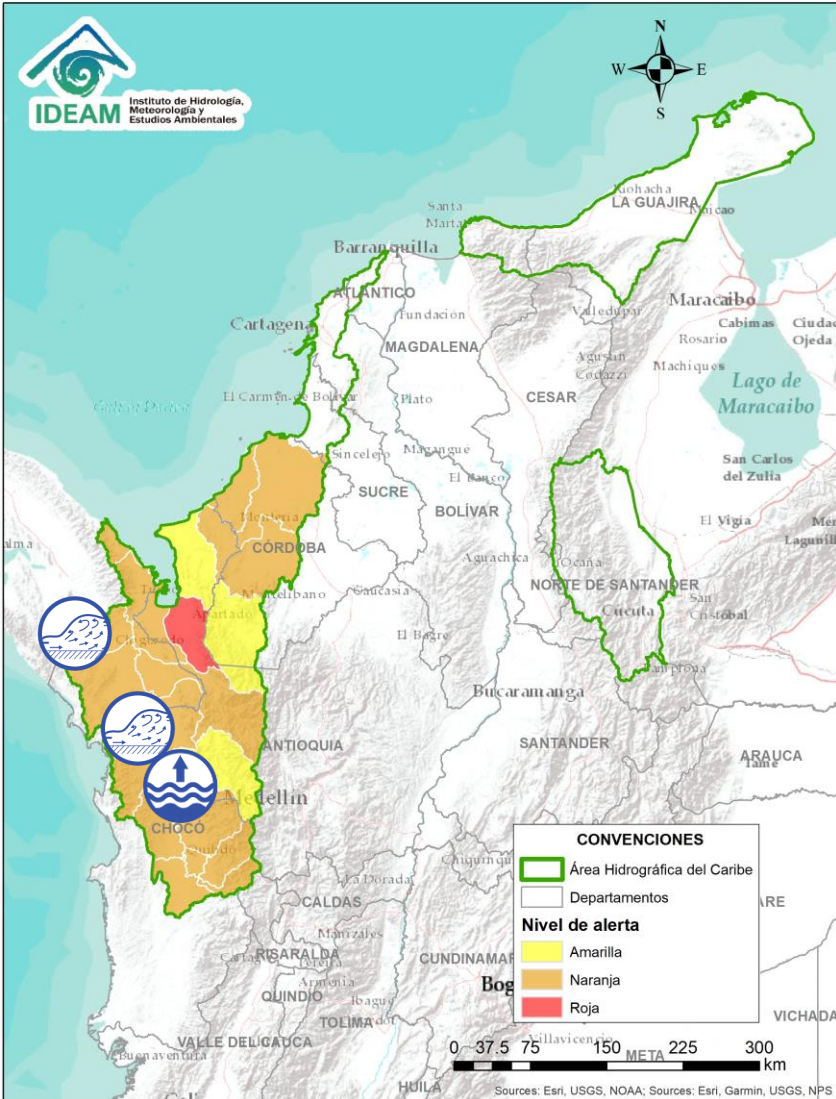 IDEAM
Instituto de Hidrología,
Meteorología y
Estudios Ambientales
N
W
E
S
Riohacha
LA GUAJIRA
Maicao
Santa
Marta
Barranquilla
ATLÁNTICO
Maracaibo
Cartagena
Fundación
Valledupar
Cabimas
Ciudad
Ojeda
Rosario
MAGDALENA
Agustín
Codazzi
Machiques
CESAR
Lago de
Maracaibo
El Carmen de Bolívar
Plato
Sincelejo
Magangué
San Carlos
del Zulia
El Banco
SUCRE
BOLÍVAR
El Vigía
Montería
CÓRDOBA
Aguachica
Ocaña
NORTE DE SANTANDER
Montelíbano
Caucasia
Cúcuta
San
Cristóbal
Apartadó
El Bagre
Chigorodó
Pamplona
Bucaramanga
ANTIOQUIA
SANTANDER
ARAUCA
Tame
Medellín
CHOCÓ
Quibdó
La Dorada
CALDAS
Manizales
RISARALDA
Pereira
Armenia
QUINDÍO
Ibagué
TOLIMA
VALLE DEL CAUCA
Buenaventura
HUILA
Villavicencio
META
VICHADA
CONVENCIONES
Área Hidrográfica del Caribe
Departamentos
Nivel de alerta
Amarilla
Naranja
Roja
0 37.5 75 150 225 300
km
Sources: Esri, USGS, NOAA; Sources: Esri, Garmin, USGS, NPS